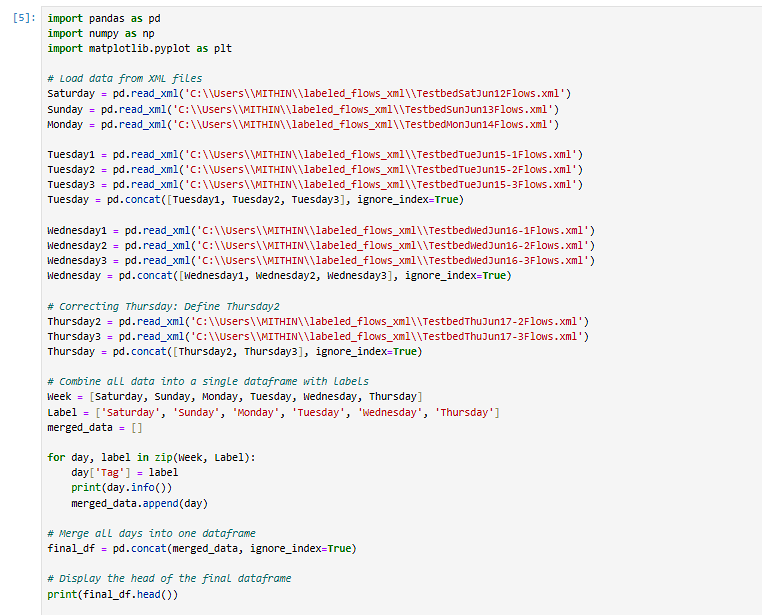 [5]: import pandas as pd
import numpy as np
import matplotlib.pyplot as plt
# Load data from XML files
Saturday = pd.read_xml('C:\\Users\\MITHIN\\labeled_flows_xml\\TestbedSatJun12Flows.xml')
Sunday = pd.read_xml('C:\\Users\\MITHIN\\labeled_flows_xml\\TestbedSunJun13Flows.xml')
Monday = pd.read_xml('C:\\Users\\MITHIN\\labeled_flows_xml\\TestbedMonJun14Flows.xml')
Tuesday1 = pd.read_xml('C:\\Users\\MITHIN\\labeled_flows_xml\\TestbedTueJun15-1Flows.xml')
Tuesday2 = pd.read_xml('C:\\Users\\MITHIN\\labeled_flows_xml\\TestbedTueJun15-2Flows.xml')
Tuesday3 = pd.read_xml('C:\\Users\\MITHIN\\labeled_flows_xml\\TestbedTueJun15-3Flows.xml')
Tuesday = pd.concat([Tuesday1, Tuesday2, Tuesday3], ignore_index=True)
Wednesday1 = pd.read_xml('C:\\Users\\MITHIN\\labeled_flows_xml\\TestbedWedJun16-1Flows.xml')
Wednesday2 = pd.read_xml('C:\\Users\\MITHIN\\labeled_flows_xml\\TestbedWedJun16-2Flows.xml')
Wednesday3 = pd.read_xml('C:\\Users\\MITHIN\\labeled_flows_xml\\TestbedWedJun16-3Flows.xml')
Wednesday = pd.concat([Wednesday1, Wednesday2, Wednesday3], ignore_index=True)
# Correcting Thursday: Define Thursday2
Thursday2 = pd.read_xml('C:\\Users\\MITHIN\\labeled_flows_xml\\TestbedThuJun17-2Flows.xml')
Thursday3 = pd.read_xml('C:\\Users\\MITHIN\\labeled_flows_xml\\TestbedThuJun17-3Flows.xml')
Thursday = pd.concat([Thursday2, Thursday3], ignore_index=True)
# Combine all data into a single dataframe with labels
Week = [Saturday, Sunday, Monday, Tuesday, Wednesday, Thursday]
Label = ['Saturday', 'Sunday', 'Monday', 'Tuesday', 'Wednesday', 'Thursday']
merged_data = []
for day, label in zip(Week, Label):
    day['Tag'] = label
    print(day.info())
    merged_data.append(day)
# Merge all days into one dataframe
final_df = pd.concat(merged_data, ignore_index=True)
# Display the head of the final dataframe
print(final_df.head())